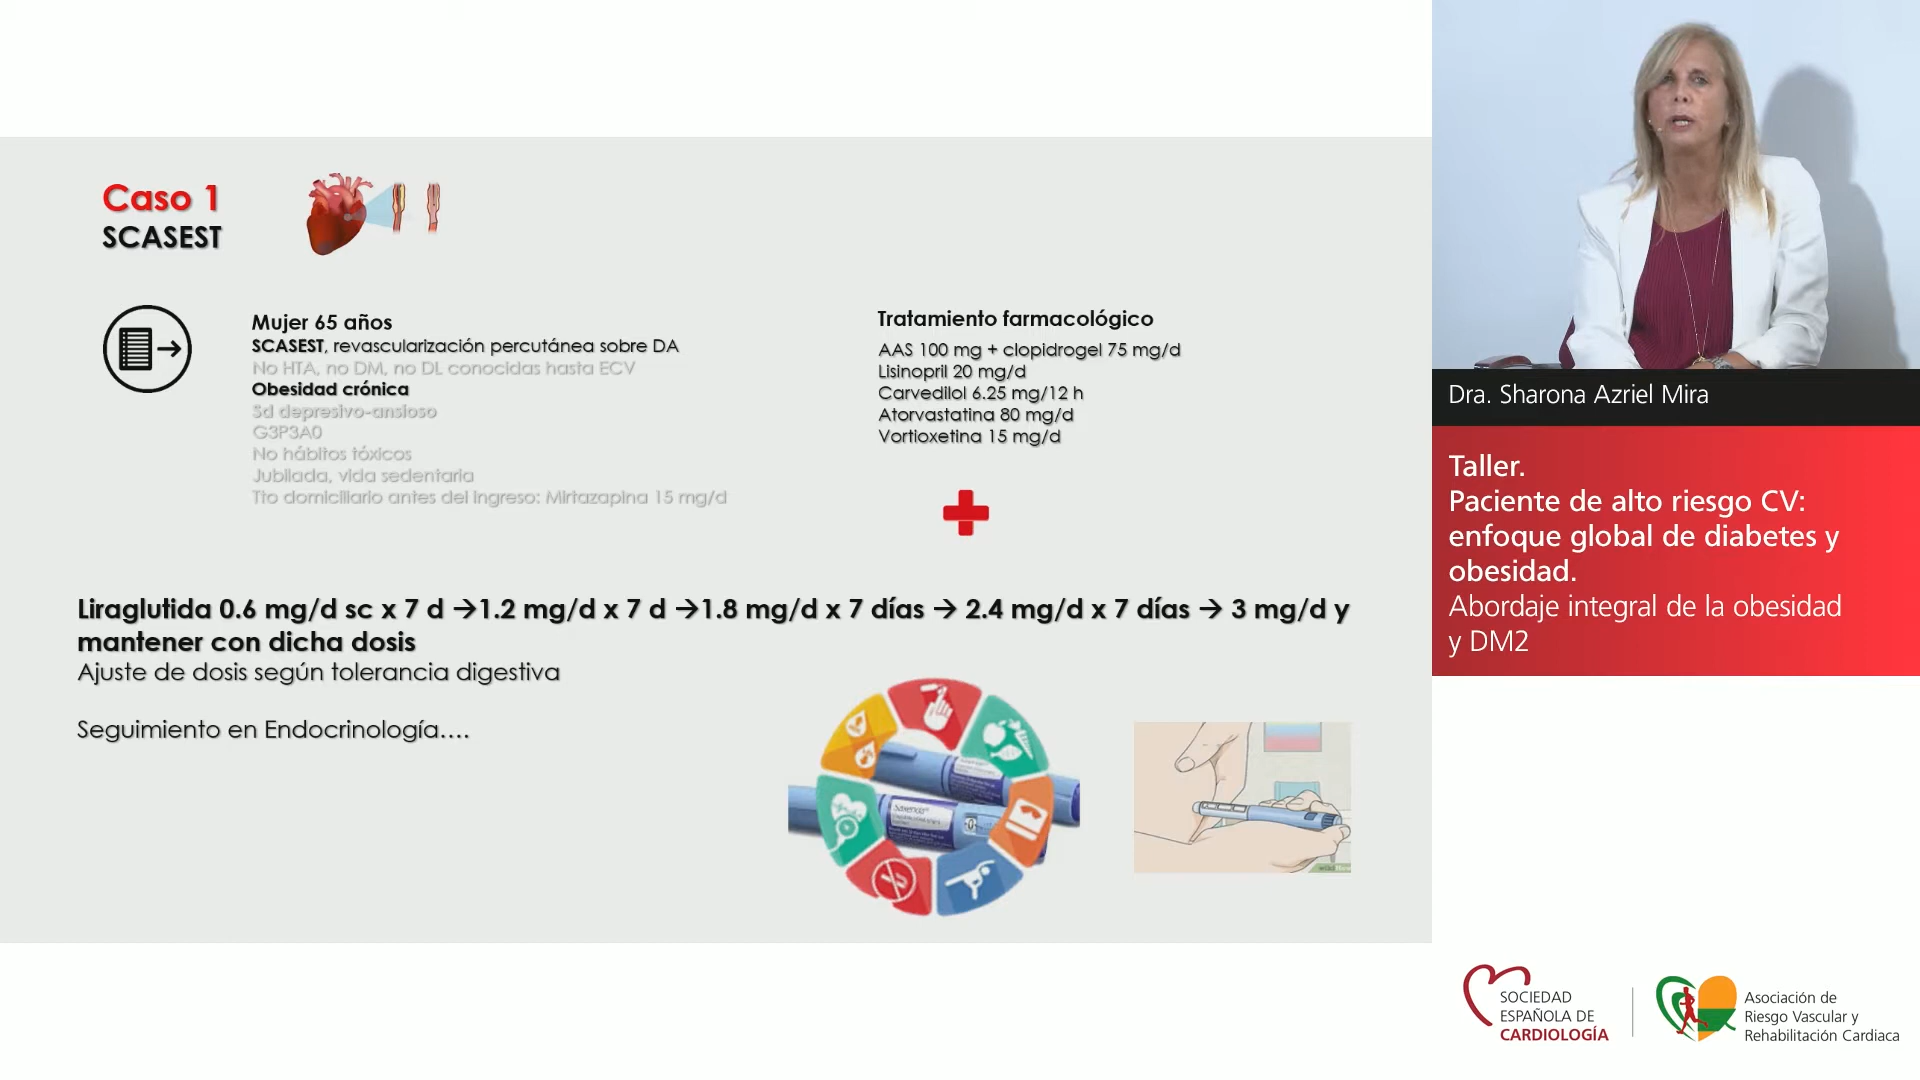 Caso 1
SCASEST
Mujer 65 años
SCASEST, revascularización percutánea sobre DA
No HTA, no DM, no DL conocidas hasta ECV
Obesidad crónica
Sd depresivo-ansioso
G3P3A0
No hábitos tóxicos
Jubilada, vida sedentaria
Tto domiciliario antes del ingreso: Mirtazapina 15 mg/d
Tratamiento farmacológico
AAS 100 mg + clopidrogel 75 mg/d
Lisinopril 20 mg/d
Carvedilol 6.25 mg/12 h
Atorvastatina 80 mg/d
Vortioxetina 15 mg/d
Liraglutida 0.6 mg/d sc x 7 d →1.2 mg/d x 7 d →1.8 mg/d x 7 días → 2.4 mg/d x 7 días → 3 mg/d y
mantener con dicha dosis
Ajuste de dosis según tolerancia digestiva
Seguimiento en Endocrinología....
Saxenda
Dra. Sharona Azriel Mira
Taller.
Paciente de alto riesgo CV:
enfoque global de diabetes y
obesidad.
Abordaje integral de la obesidad
y DM2
SOCIEDAD
ESPAÑOLA DE
CARDIOLOGÍA
Asociación de
Riesgo Vascular y
Rehabilitación Cardiaca